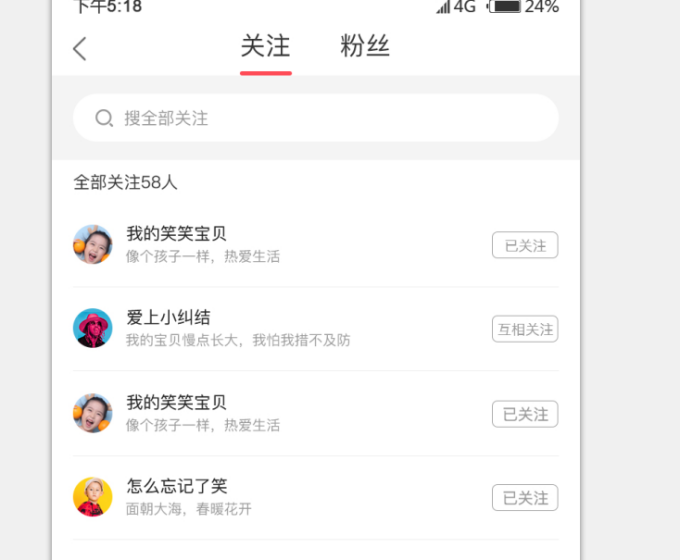 下午5:18 4G 24%
关注 粉丝
搜全部关注
全部关注58人
我的笑笑宝贝
像个孩子一样，热爱生活
已关注
爱上小纠结
我的宝贝慢点长大，我怕我措不及防
互相关注
我的笑笑宝贝
像个孩子一样，热爱生活
已关注
怎么忘记了笑
面朝大海，春暖花开
已关注